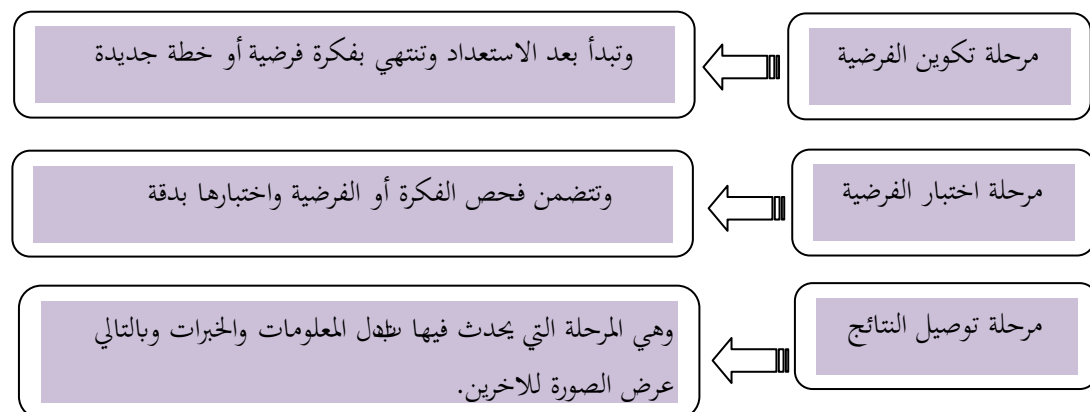 مرحلة تكوين الفرضية
وتبدأ بعد الاستعداد وتنتهي بفكرة فرضية أو خطة جديدة
مرحلة اختبار الفرضية
وتتضمن فحص الفكرة أو الفرضية واختبارها بدقة
مرحلة توصيل النتائج
وهي المرحلة التي يحدث فيها المعلومات والخبرات وبالتالي
عرض الصورة للاخرين.